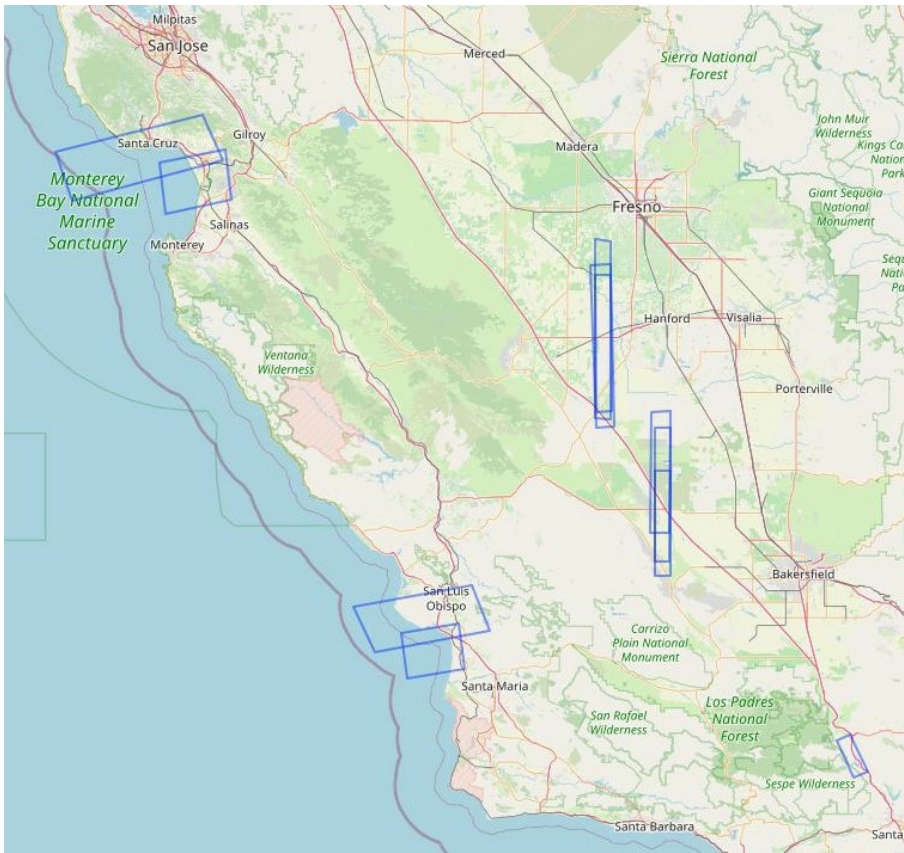 Milpitas
San Jose
Merced
Sierra National
Forest
John Muir
Wilderness
Kings
National
Park
Santa Cruz
Gilroy
Madera
Monterey
Bay National
Marine
Sanctuary
Fresno
Giant Sequoia
National
Monument
Salinas
Monterey
Hanford
Visalia
Ventana
Wilderness
Porterville
San Luis
Obispo
Bakersfield
Carrizo
Plain National
Monument
Santa Maria
Los Padres
National
Forest
San Rafael
Wilderness
Sespe Wilderness
Santa Barbara
Santa